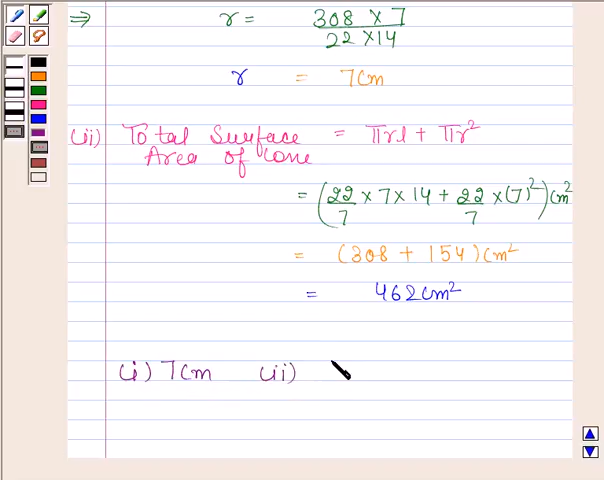 ⇒ r = 308 × 7 / 22 × 14
r = 7cm
(ii) Total Surface Area of Cone = πrl + πr²
= (22/7 × 7 × 14 + 22/7 × (7)²) cm²
= (308 + 154) cm²
= 462 cm²
(i) 7cm (ii)